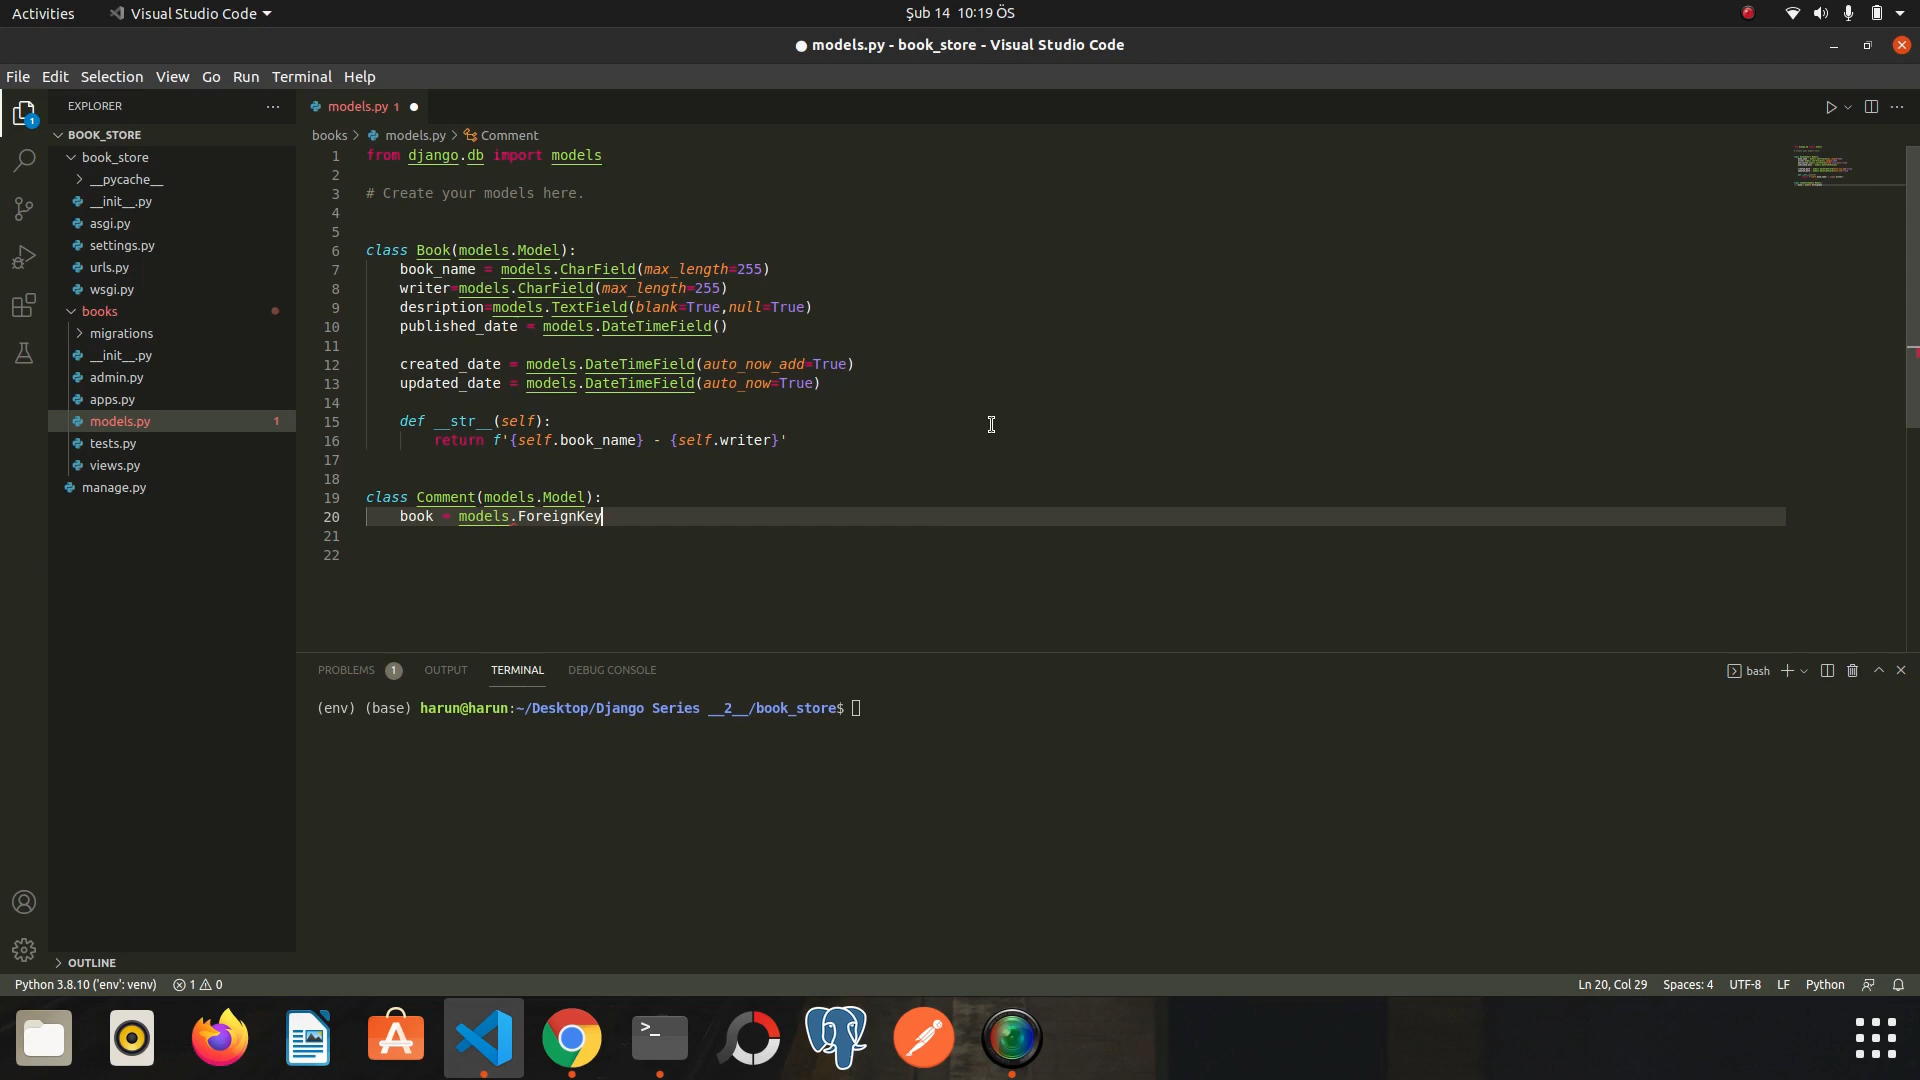 Activities Visual Studio Code Şub 14 10:19 ÖS
models.py - book_store - Visual Studio Code
File Edit Selection View Go Run Terminal Help
EXPLORER
BOOK_STORE
book_store
__pycache__
__init__.py
asgi.py
settings.py
urls.py
wsgi.py
books
migrations
__init__.py
admin.py
apps.py
models.py 1
tests.py
views.py
manage.py
OUTLINE
1
models.py 1
books > models.py > Comment
1 from django.db import models
2
3 # Create your models here.
4
5
6 class Book(models.Model):
7 book_name = models.CharField(max_length=255)
8 writer=models.CharField(max_length=255)
9 desription=models.TextField(blank=True,null=True)
10 published_date = models.DateTimeField()
11
12 created_date = models.DateTimeField(auto_now_add=True)
13 updated_date = models.DateTimeField(auto_now=True)
14
15 def __str__(self):
16 return f'{self.book_name} - {self.writer}'
17
18
19 class Comment(models.Model):
20 book = models.ForeignKey
21
22
PROBLEMS 1 OUTPUT TERMINAL DEBUG CONSOLE bash
(env) (base) harun@harun:~/Desktop/Django Series __2__/book_store$
Python 3.8.10 ('env': venv) 1 0 Ln 20, Col 29 Spaces: 4 UTF-8 LF Python